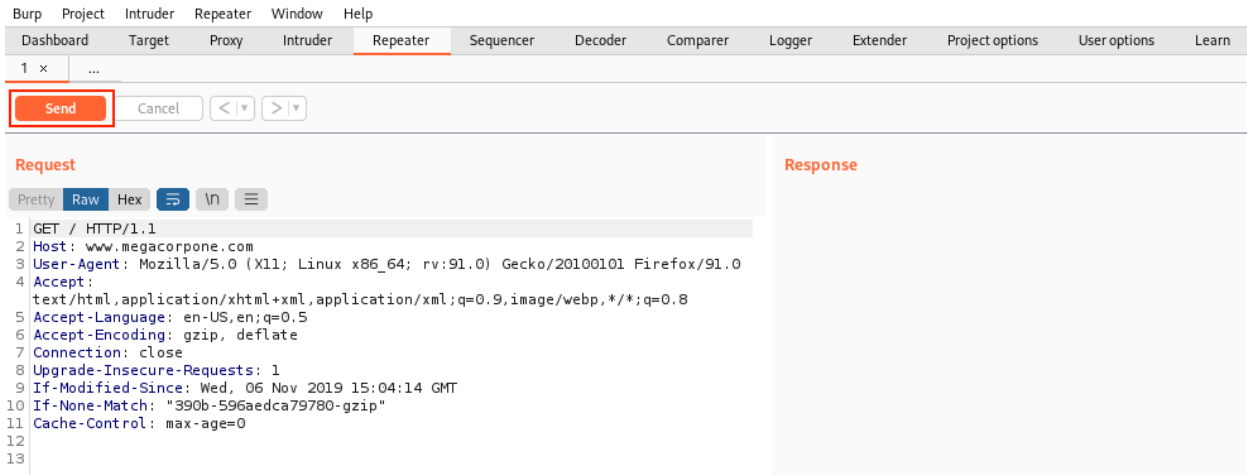 Burp Project Intruder Repeater Window Help
Dashboard Target Proxy Intruder Repeater Sequencer Decoder Comparer Logger Extender Project options User options Learn
1 × ...
Send Cancel < >
Request
Response
Pretty Raw Hex \n
1 GET / HTTP/1.1
2 Host: www.megacorpone.com
3 User-Agent: Mozilla/5.0 (X11; Linux x86_64; rv:91.0) Gecko/20100101 Firefox/91.0
4 Accept:
text/html,application/xhtml+xml,application/xml;q=0.9,image/webp,*/*;q=0.8
5 Accept-Language: en-US,en;q=0.5
6 Accept-Encoding: gzip, deflate
7 Connection: close
8 Upgrade-Insecure-Requests: 1
9 If-Modified-Since: Wed, 06 Nov 2019 15:04:14 GMT
10 If-None-Match: "390b-596aedca79780-gzip"
11 Cache-Control: max-age=0
12
13